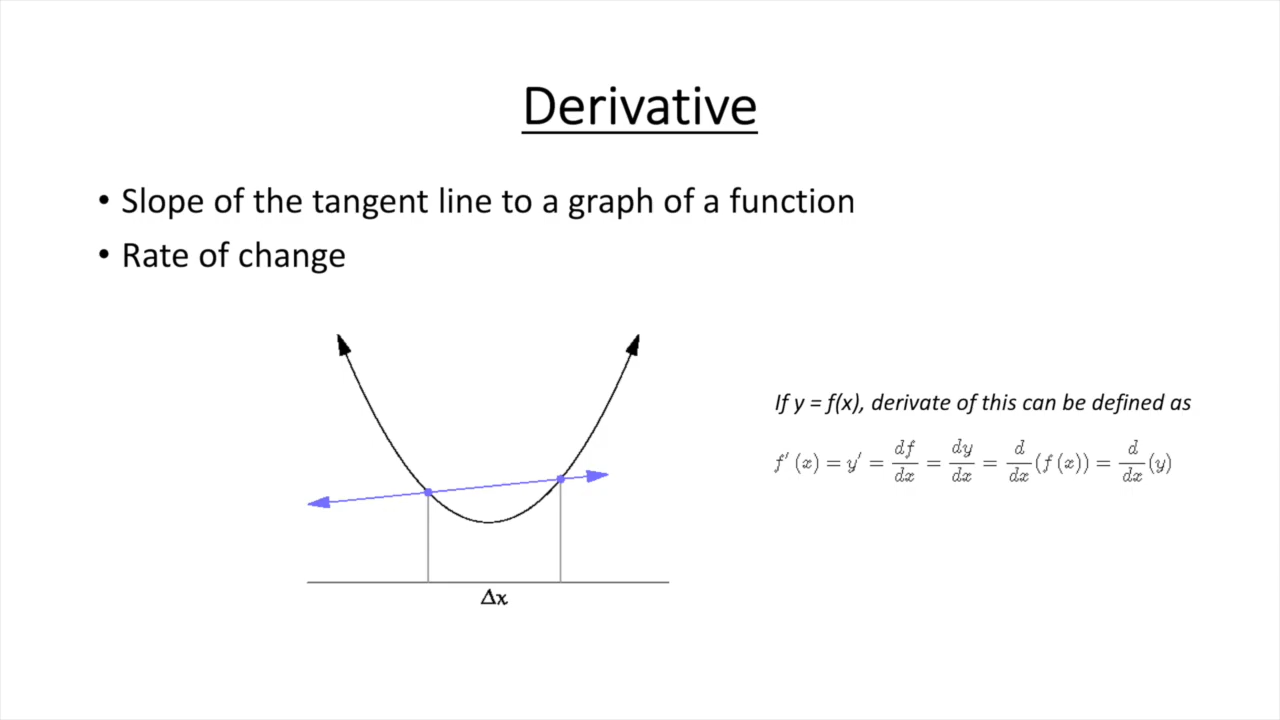 Derivative
• Slope of the tangent line to a graph of a function
• Rate of change
If y = f(x), derivate of this can be defined as
f′ (x) = y′ = df/dx = dy/dx = d/dx (f (x)) = d/dx (y)
Δx